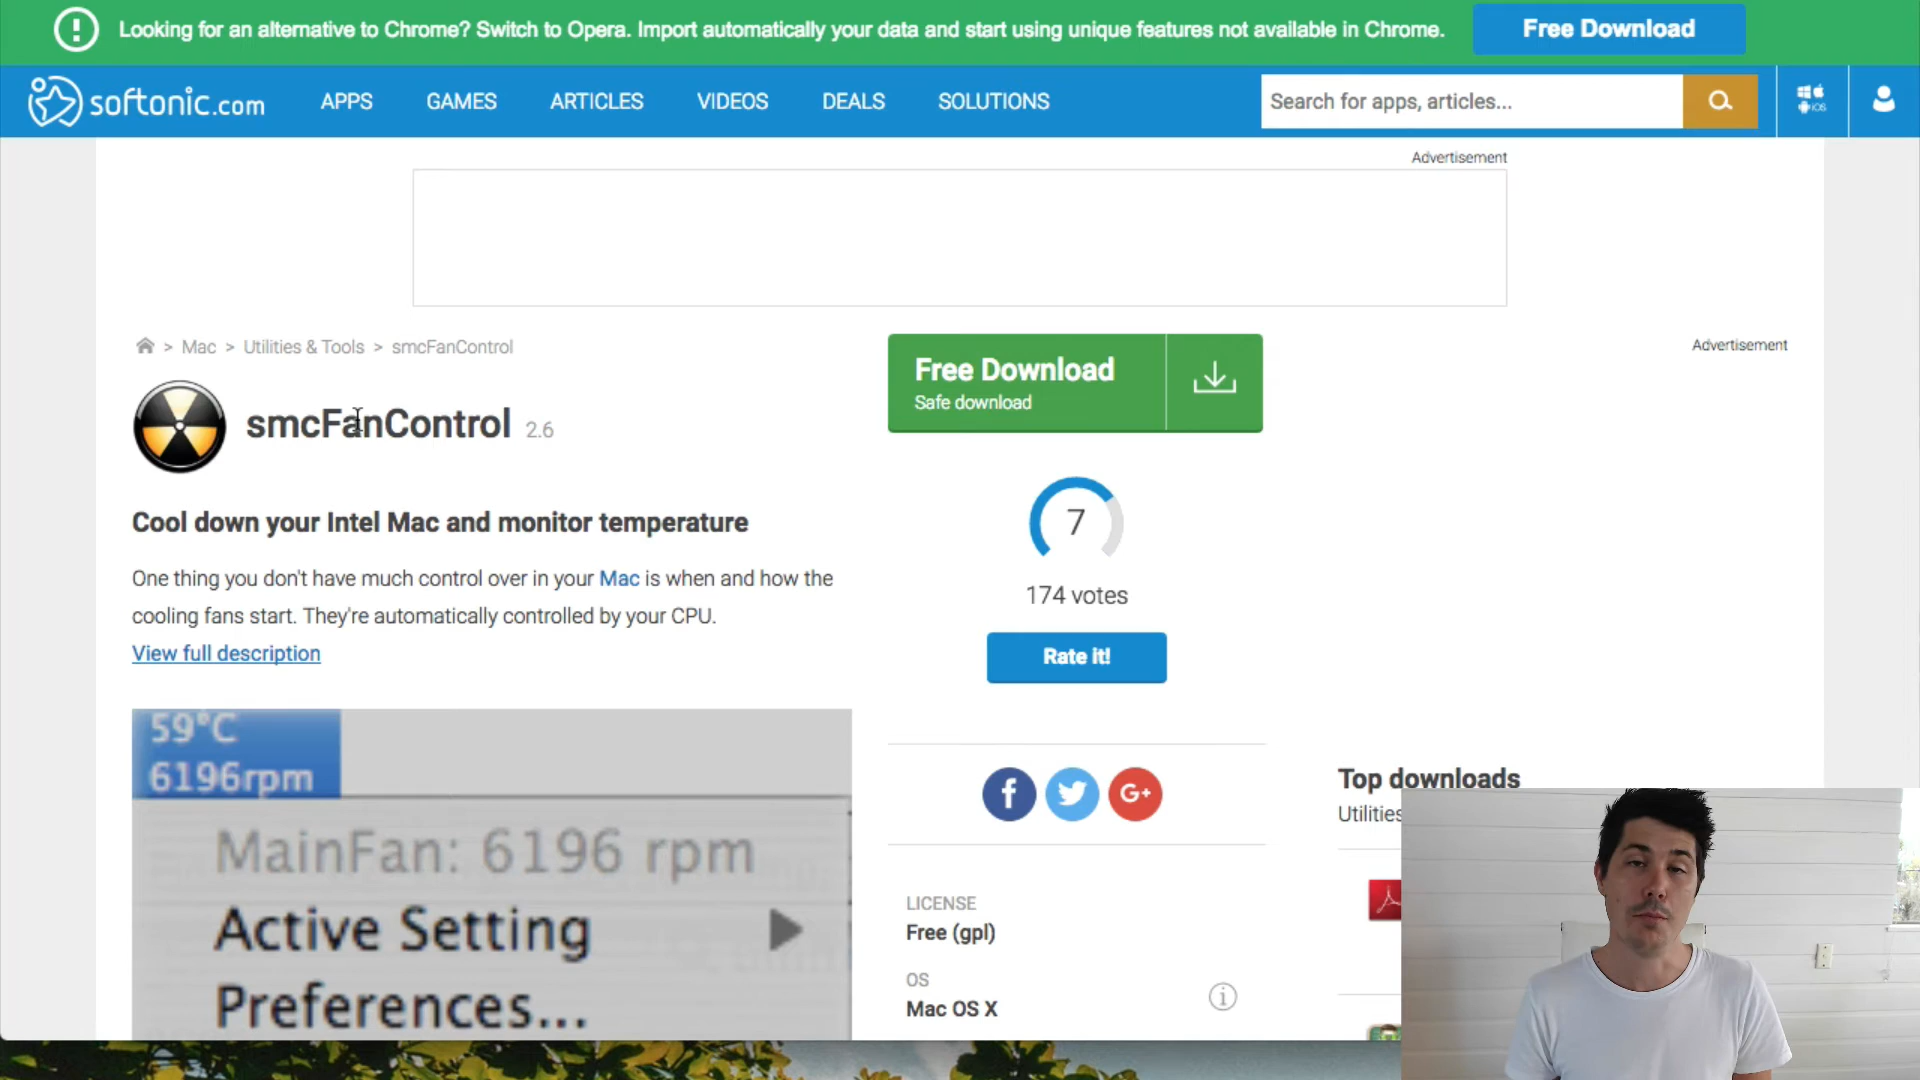 Looking for an alternative to Chrome? Switch to Opera. Import automatically your data and start using unique features not available in Chrome.
Free Download
softonic.com
APPS
GAMES
ARTICLES
VIDEOS
DEALS
SOLUTIONS
Search for apps, articles...
iOS
Advertisement
> Mac > Utilities & Tools > smcFanControl
smcFanControl 2.6
Cool down your Intel Mac and monitor temperature
One thing you don't have much control over in your Mac is when and how the
cooling fans start. They're automatically controlled by your CPU.
View full description
59°C
6196rpm
MainFan: 6196 rpm
Active Setting
Preferences...
Free Download
Safe download
7
174 votes
Rate it!
f
G+
LICENSE
Free (gpl)
OS
Mac OS X
i
Advertisement
Top downloads
Utilities